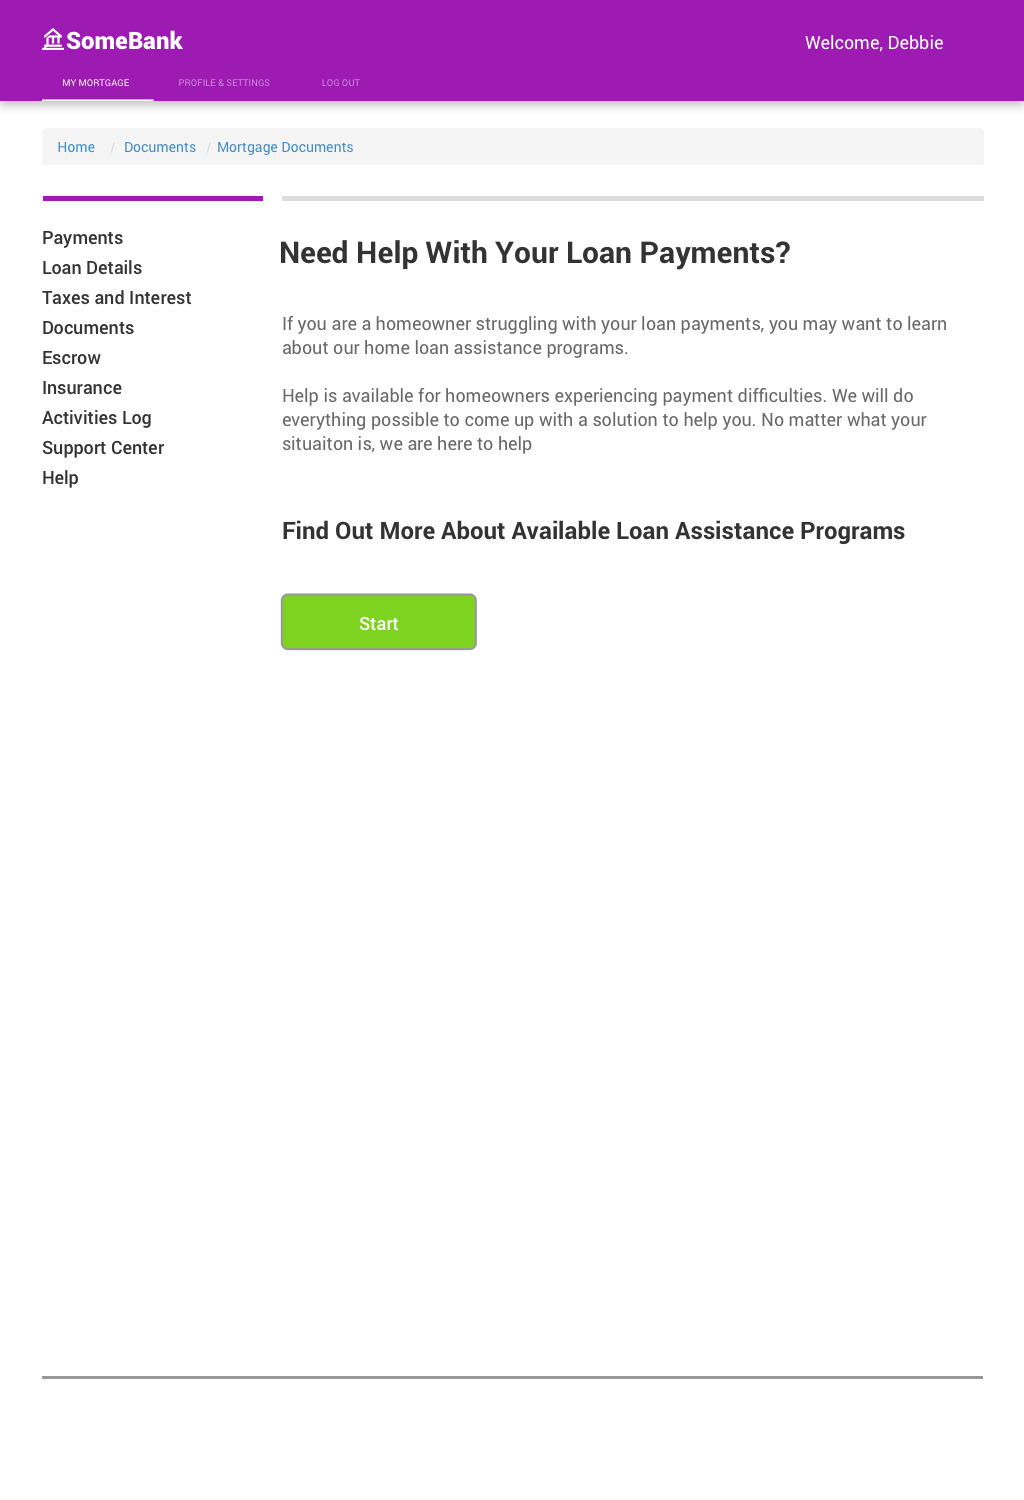 SomeBank
Welcome, Debbie
MY MORTGAGE PROFILE & SETTINGS LOG OUT
Home / Documents / Mortgage Documents
Payments
Loan Details
Taxes and Interest
Documents
Escrow
Insurance
Activities Log
Support Center
Help
Need Help With Your Loan Payments?
If you are a homeowner struggling with your loan payments, you may want to learn
about our home loan assistance programs.
Help is available for homeowners experiencing payment difficulties. We will do
everything possible to come up with a solution to help you. No matter what your
situaiton is, we are here to help
Find Out More About Available Loan Assistance Programs
Start